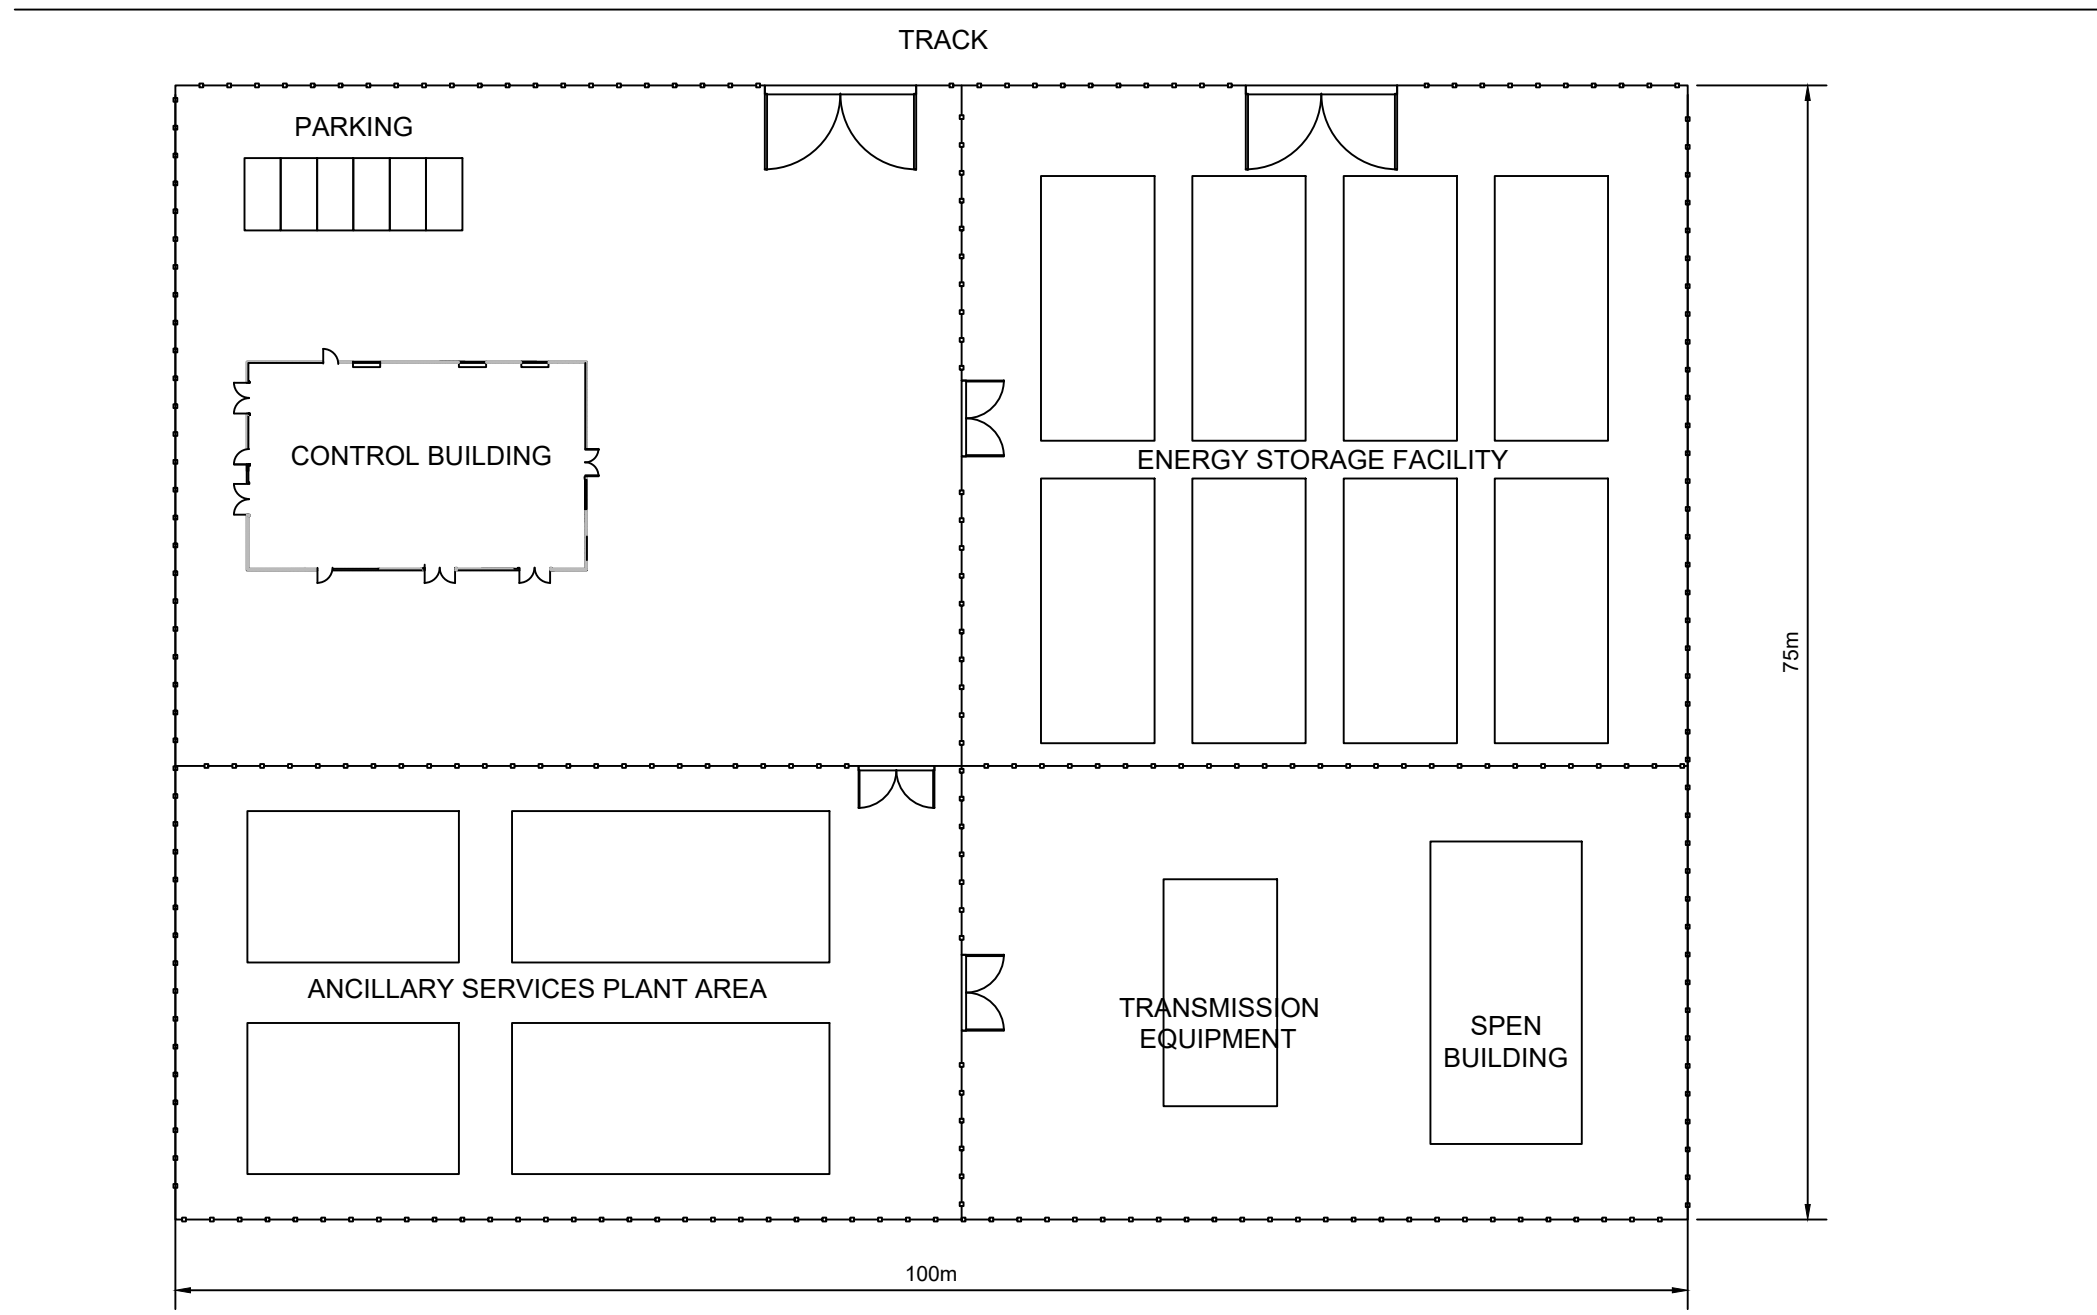 TRACK
PARKING
CONTROL BUILDING
ENERGY STORAGE FACILITY
75m
ANCILLARY SERVICES PLANT AREA
TRANSMISSION
EQUIPMENT
SPEN
BUILDING
100m